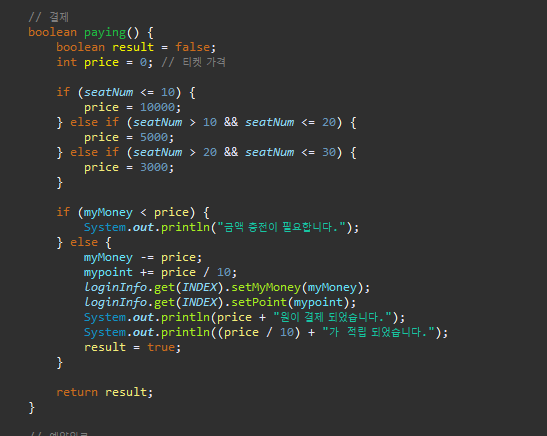 // 결제
boolean paying() {
boolean result = false;
int price = 0; // 티켓 가격
if (seatNum <= 10) {
price = 10000;
} else if (seatNum > 10 && seatNum <= 20) {
price = 5000;
} else if (seatNum > 20 && seatNum <= 30) {
price = 3000;
}
if (myMoney < price) {
System.out.println("금액 충전이 필요합니다.");
} else {
myMoney -= price;
mypoint += price / 10;
loginInfo.get(INDEX).setMyMoney(myMoney);
loginInfo.get(INDEX).setPoint(mypoint);
System.out.println(price + "원이 결제 되었습니다.");
System.out.println((price / 10) + "가 적립 되었습니다.");
result = true;
}
return result;
}